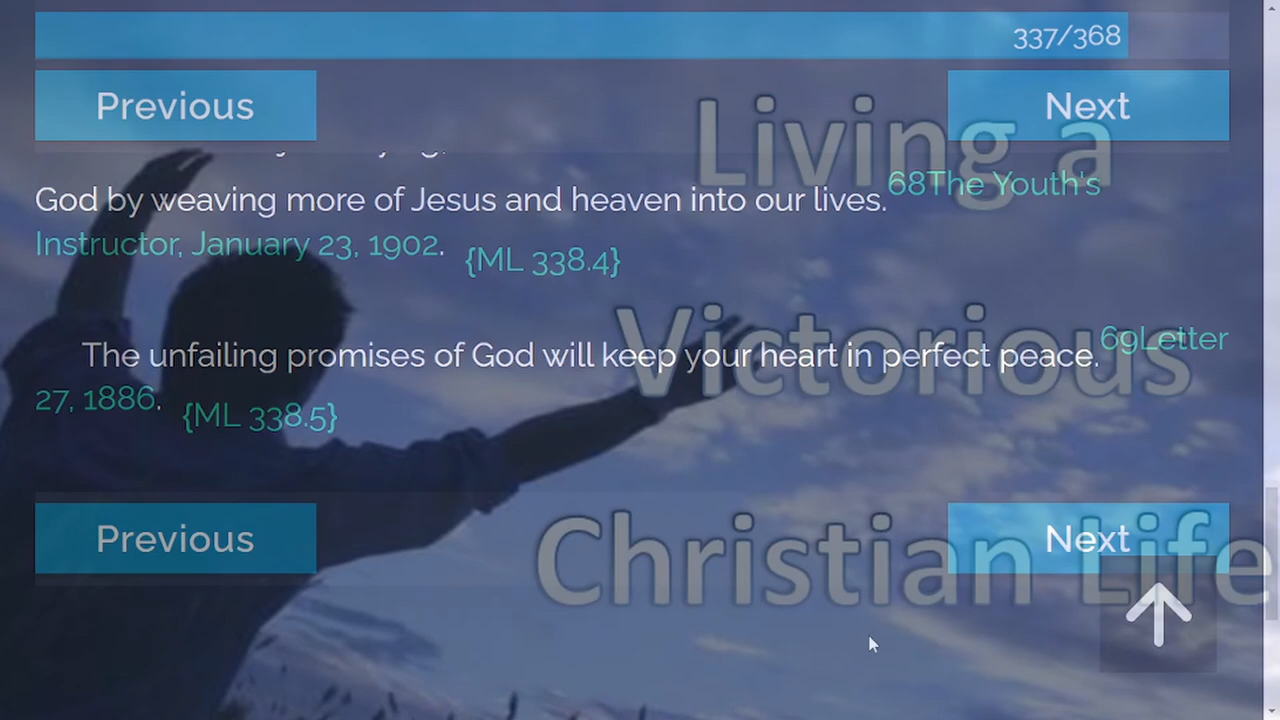 337/368
Previous
Next
Living a
God by weaving more of Jesus and heaven into our lives.68The Youth's
Instructor, January 23, 1902. {ML 338.4}
Victorious
The unfailing promises of God will keep your heart in perfect peace.69Letter
27, 1886. {ML 338.5}
Previous
Next
Christian Life